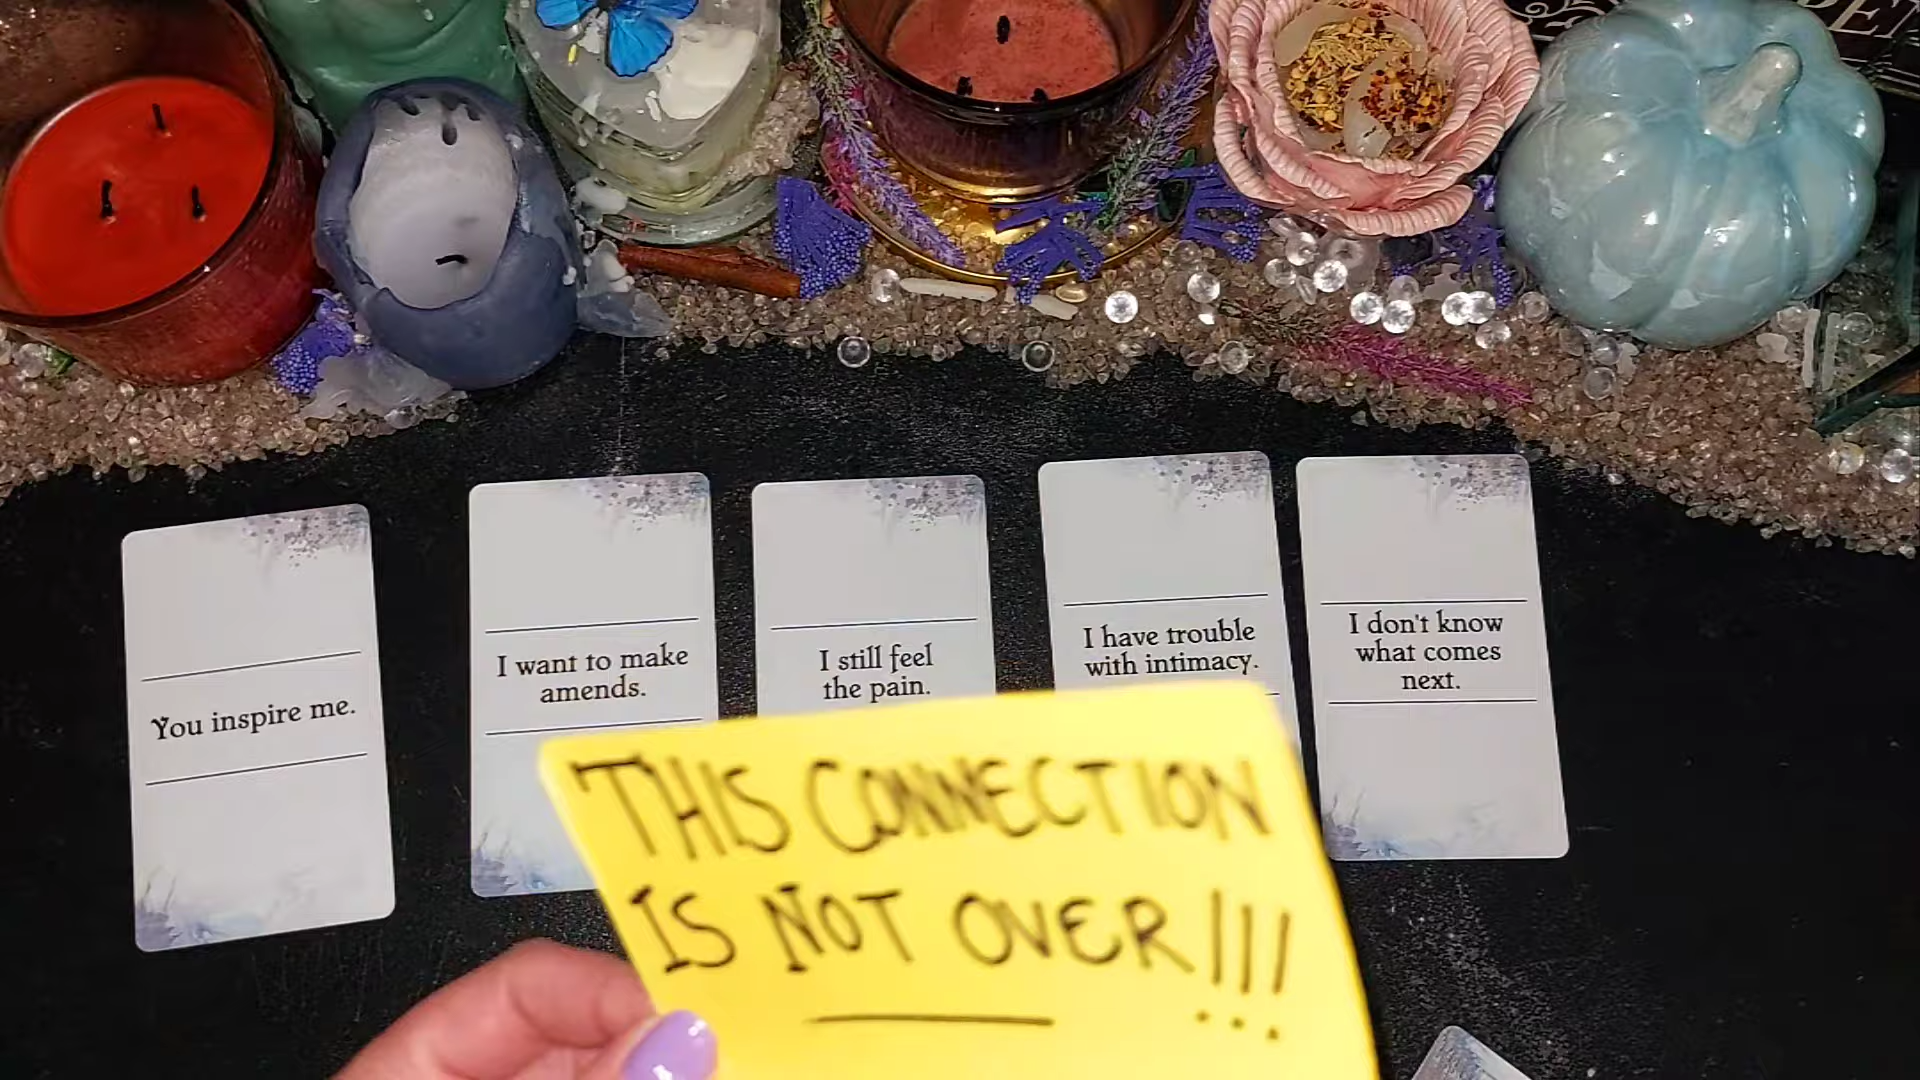 You inspire me.
I want to make
amends.
I still feel
the pain.
I have trouble
with intimacy.
I don't know
what comes
next.
THIS CONNECTION
IS NOT OVER!!!